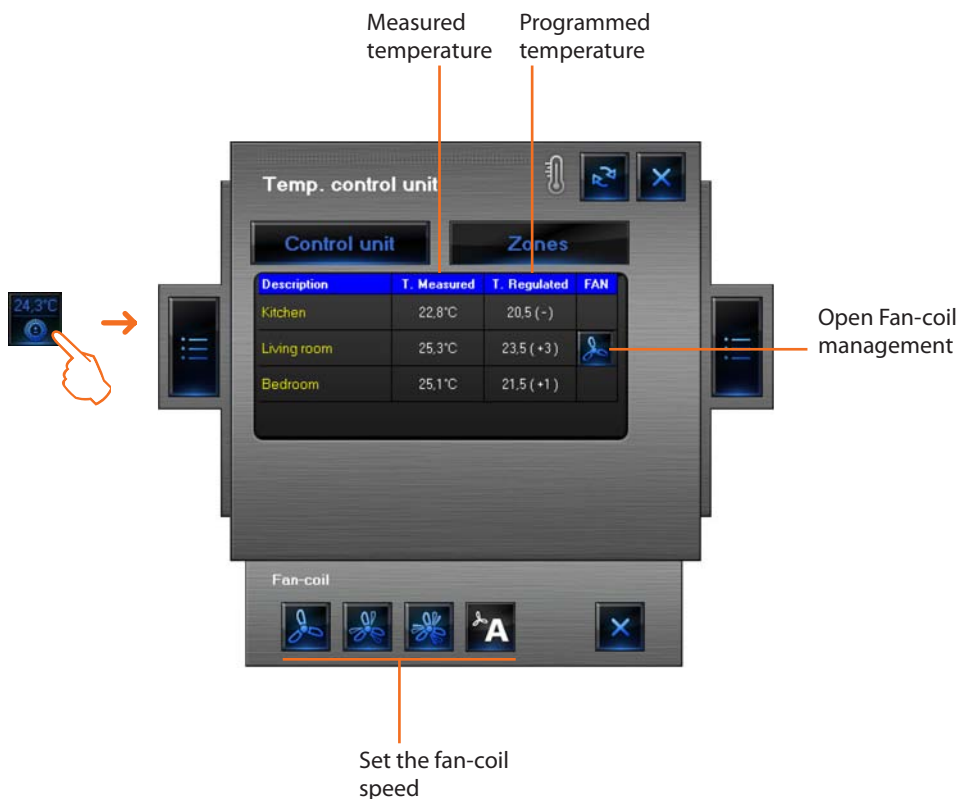 Measured
temperature
Programmed
temperature
Temp. control unit
Control unit
Zones
Description T. Measured T. Regulated FAN
Kitchen 22,8°C 20,5 (-)
Living room 25,3°C 23,5 (+3)
Bedroom 25,1°C 21,5 (+1)
24,3°C
Open Fan-coil
management
Fan-coil
A
Set the fan-coil
speed